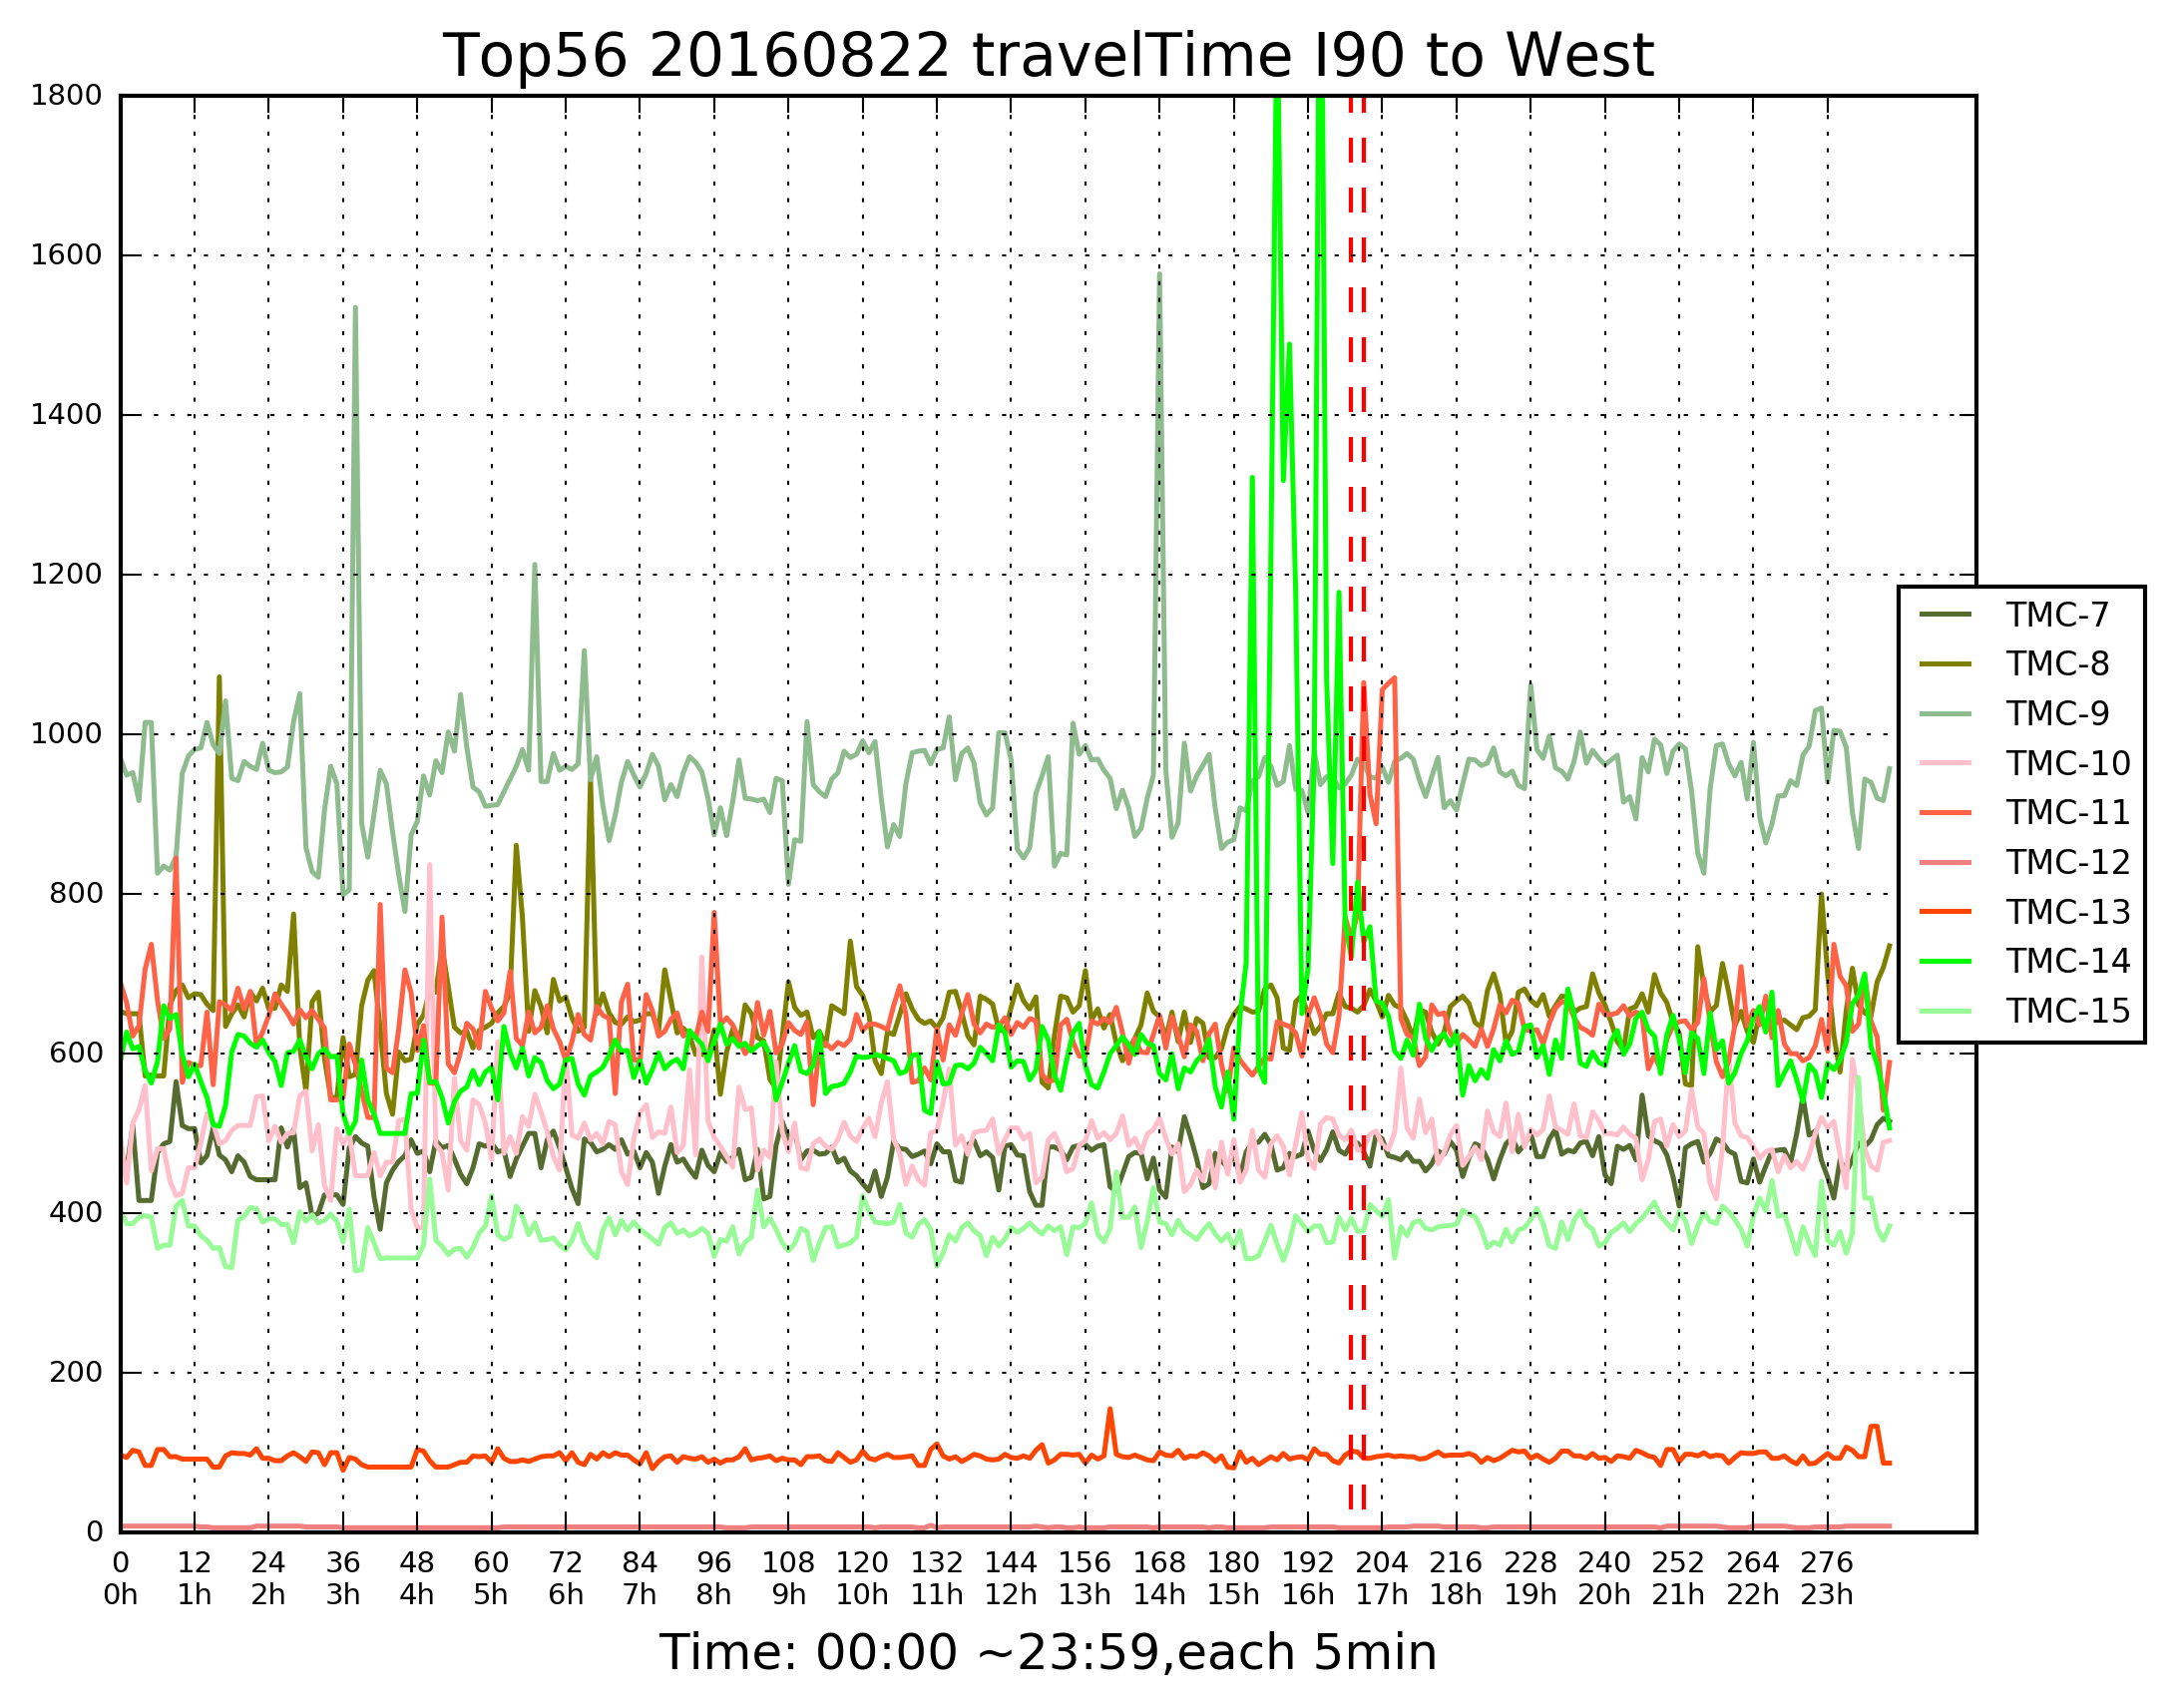 Top56 20160822 travelTime I90 to West
1800
1600
1400
1200
1000
800
600
400
200
0
TMC-7
TMC-8
TMC-9
TMC-10
TMC-11
TMC-12
TMC-13
TMC-14
TMC-15
0 12 24 36 48 60 72 84 96 108 120 132 144 156 168 180 192 204 216 228 240 252 264 276
0h 1h 2h 3h 4h 5h 6h 7h 8h 9h 10h 11h 12h 13h 14h 15h 16h 17h 18h 19h 20h 21h 22h 23h
Time: 00:00 ~23:59,each 5min